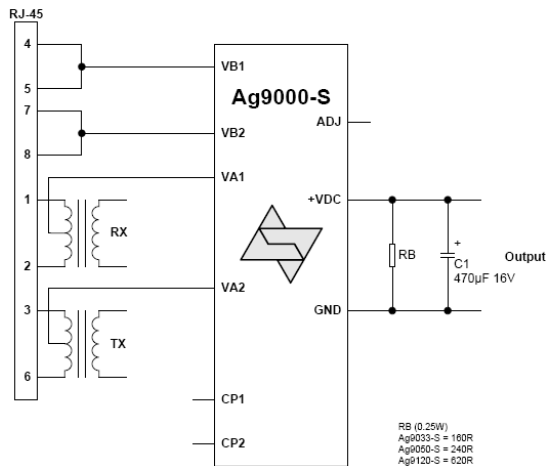 RJ-45
4
5
7
8
1
2
3
6
RX
TX
VB1
VB2
VA1
VA2
CP1
CP2
Ag9000-S
ADJ
+VDC
GND
RB
+
C1
470µF 16V
Output
RB (0.25W)
Ag9033-S = 160R
Ag9050-S = 240R
Ag9120-S = 620R